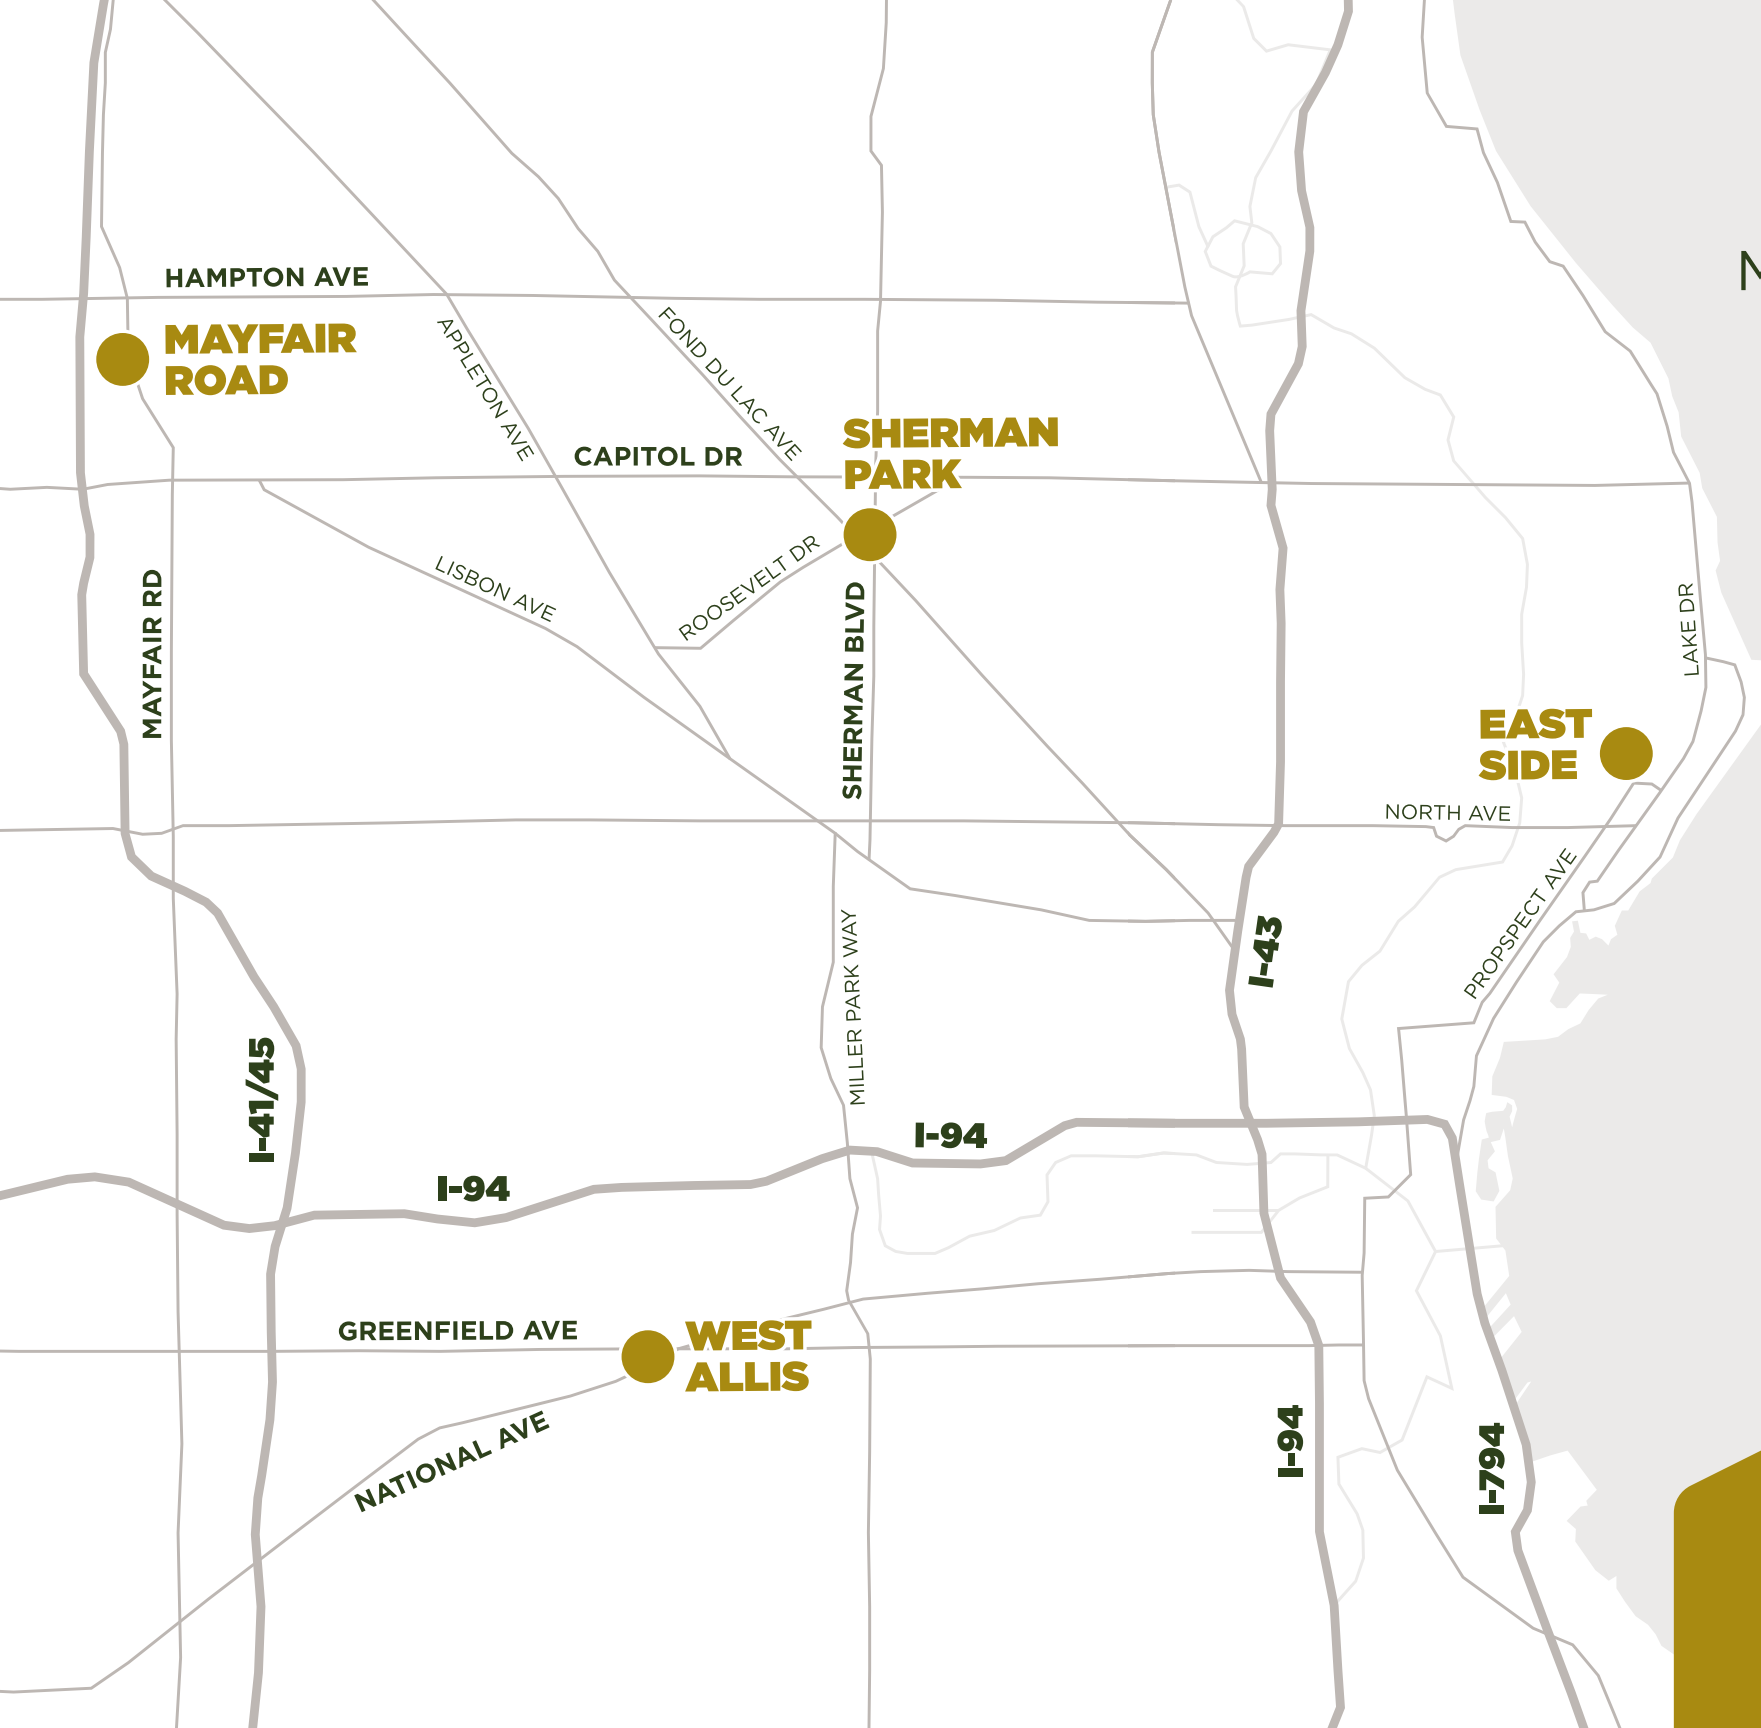 HAMPTON AVE
MAYFAIR
ROAD
APPLETON AVE
FOND DU LAC AVE
CAPITOL DR
SHERMAN
PARK
LISBON AVE
ROOSEVELT DR
MAYFAIR RD
SHERMAN BLVD
LAKE DR
EAST
SIDE
NORTH AVE
PROPSPECT AVE
I-43
MILLER PARK WAY
I-41/45
I-94
I-94
GREENFIELD AVE
WEST
ALLIS
NATIONAL AVE
I-94
I-794